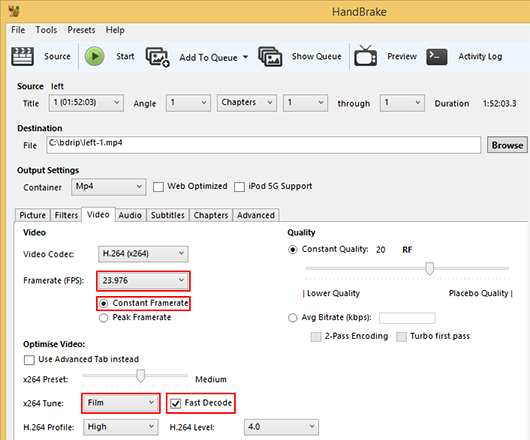 HandBrake
File Tools Presets Help
Source Start Add To Queue Show Queue Preview Activity Log
Source left
Title 1 (01:52:03) Angle 1 Chapters 1 through 1 Duration 1:52:03.3
Destination
File C:\bdrip\left-1.mp4 Browse
Output Settings
Container Mp4 Web Optimized iPod 5G Support
Picture Filters Video Audio Subtitles Chapters Advanced
Video Quality
Video Codec: H.264 (x264) Constant Quality: 20 RF
Framerate (FPS): 23.976
Constant Framerate | Lower Quality Placebo Quality |
Peak Framerate Avg Bitrate (kbps):
2-Pass Encoding Turbo first pass
Optimise Video:
Use Advanced Tab instead
x264 Preset: Medium
x264 Tune: Film Fast Decode
H.264 Profile: High H.264 Level: 4.0